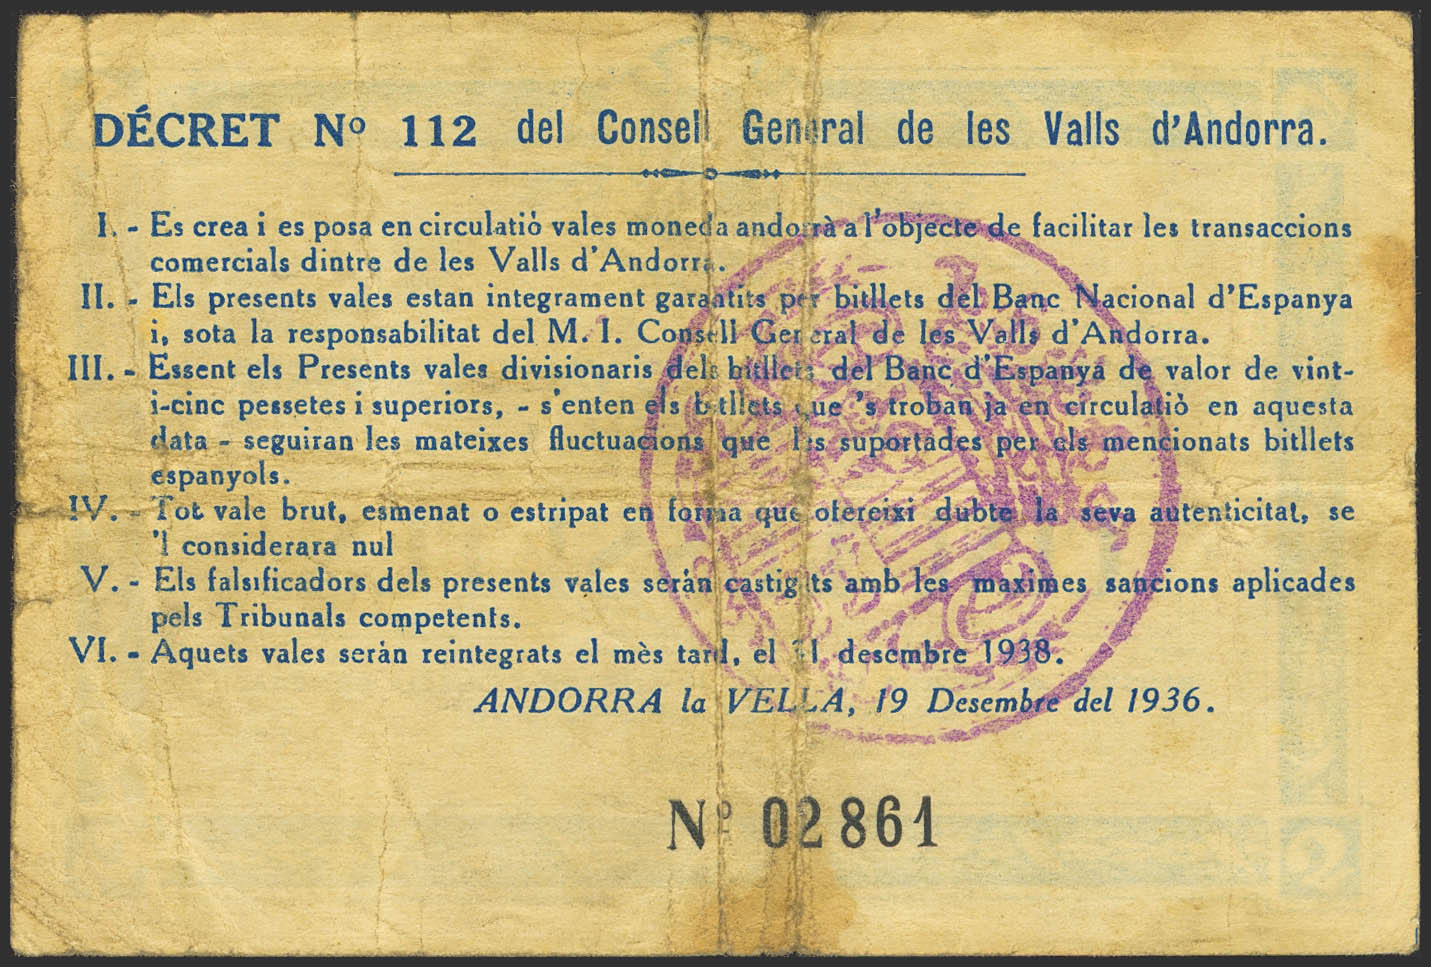 DÉCRET Nº 112 del Consell General de les Valls d'Andorra.
I. - Es crea i es posa en circulatiò vales moneda andorrà a l'objecte de facilitar les transaccions
comercials dintre de les Valls d'Andorra.
II. - Els presents vales estan integrament garantits per bitllets del Banc Nacional d'Espanya
i, sota la responsabilitat del M. I. Consell General de les Valls d'Andorra.
III. - Essent els Presents vales divisionaris dels bitllets del Banc d'Espanya de valor de vint-
i-cinc pessetes i superiors, - s'enten els bitllets que 's troban ja en circulatiò en aquesta
data - seguiran les mateixes fluctuacions que les suportades per els mencionats bitllets
espanyols.
IV. - Tot vale brut, esmenat o estripat en forma que ofereixi dubte la seva autenticitat, se
'l considerara nul
V. - Els falsificadors dels presents vales seràn castigats amb les maximes sancions aplicades
pels Tribunals competents.
VI. - Aquets vales seràn reintegrats el mès tard, el 31 desembre 1938.
ANDORRA la VELLA, 19 Desembre del 1936.
Nº 02861